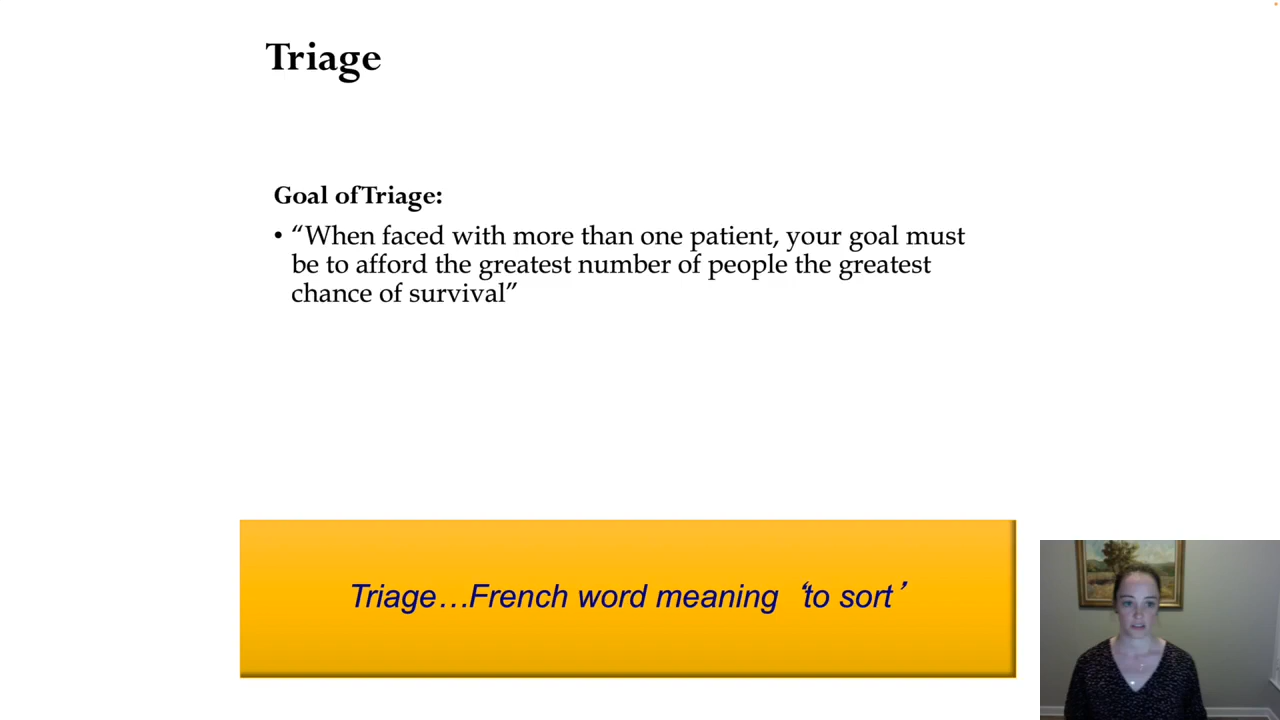 Triage
Goal of Triage:
• “When faced with more than one patient, your goal must
be to afford the greatest number of people the greatest
chance of survival”
Triage…French word meaning ‘to sort’